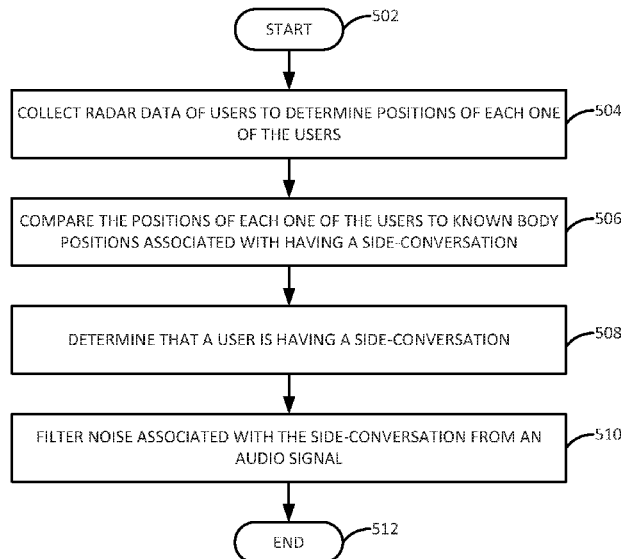 START
502
COLLECT RADAR DATA OF USERS TO DETERMINE POSITIONS OF EACH ONE
OF THE USERS
504
COMPARE THE POSITIONS OF EACH ONE OF THE USERS TO KNOWN BODY
POSITIONS ASSOCIATED WITH HAVING A SIDE-CONVERSATION
506
DETERMINE THAT A USER IS HAVING A SIDE-CONVERSATION
508
FILTER NOISE ASSOCIATED WITH THE SIDE-CONVERSATION FROM AN
AUDIO SIGNAL
510
END
512